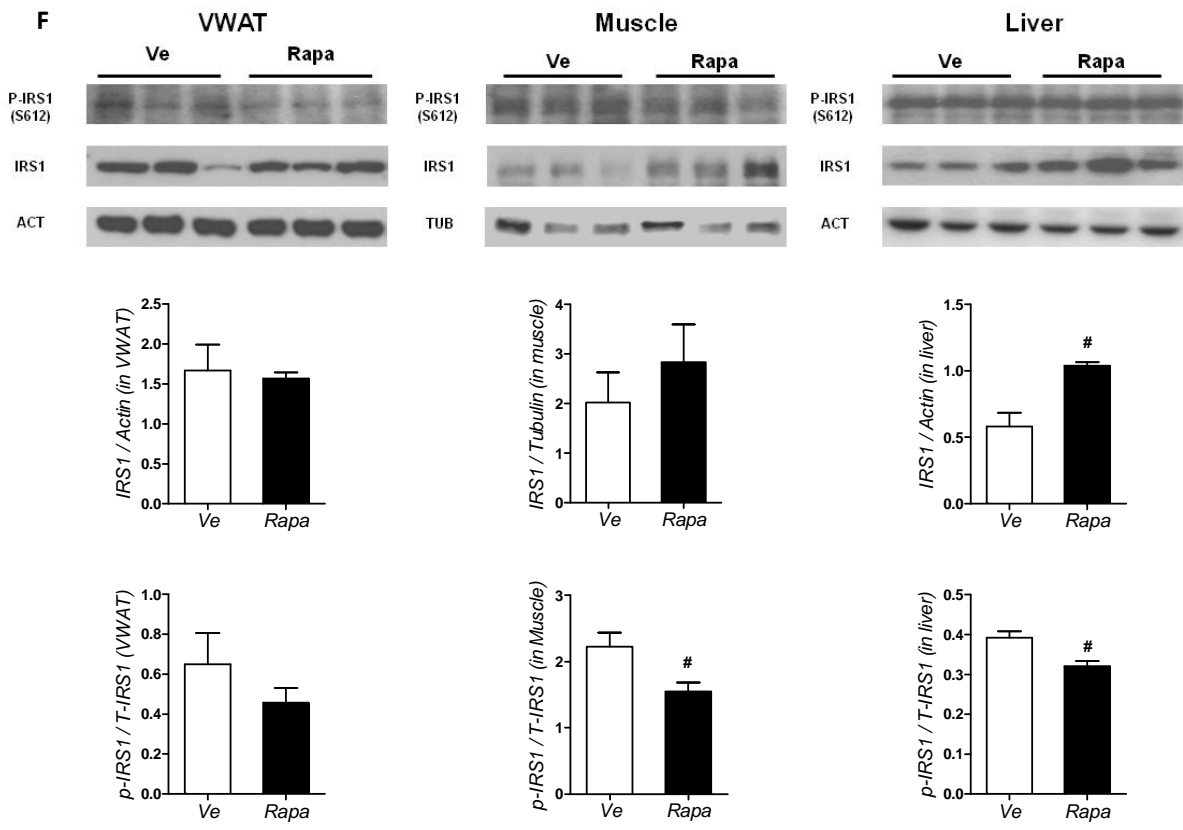 F
VWAT
Muscle
Liver
Ve Rapa
Ve Rapa
Ve Rapa
P-IRS1
(S612)
P-IRS1
(S612)
P-IRS1
(S612)
IRS1
IRS1
IRS1
ACT
TUB
ACT
IRS1 / Actin (in VWAT)
2.5
2.0
1.5
1.0
0.5
0.0
Ve Rapa
IRS1 / Tubulin (in muscle)
4
3
2
1
0
Ve Rapa
IRS1 / Actin (in liver)
1.5
1.0
0.5
0.0
#
Ve Rapa
p-IRS1 / T-IRS1 (VWAT)
1.0
0.8
0.6
0.4
0.2
0.0
Ve Rapa
p-IRS1 / T-IRS1 (in Muscle)
3
2
1
0
#
Ve Rapa
p-IRS1 / T-IRS1 (in liver)
0.5
0.4
0.3
0.2
0.1
0.0
#
Ve Rapa